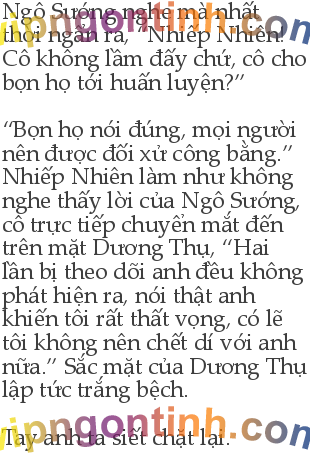 Ngô Sướng nghe mà nhất
thời ngẩn ra, “Nhiếp Nhiên!
Cô không lầm đấy chứ, cô cho
bọn họ tới huấn luyện?”
“Bọn họ nói đúng, mọi người
nên được đối xử công bằng.”
Nhiếp Nhiên làm như không
nghe thấy lời của Ngô Sướng,
cô trực tiếp chuyển mắt đến
trên mặt Dương Thụ, “Hai
lần bị theo dõi anh đều không
phát hiện ra, nói thật anh
khiến tôi rất thất vọng, có lẽ
tôi không nên chết dí với anh
nữa.” Sắc mặt của Dương Thụ
lập tức trắng bệch.
Tay anh ta siết chặt lại.